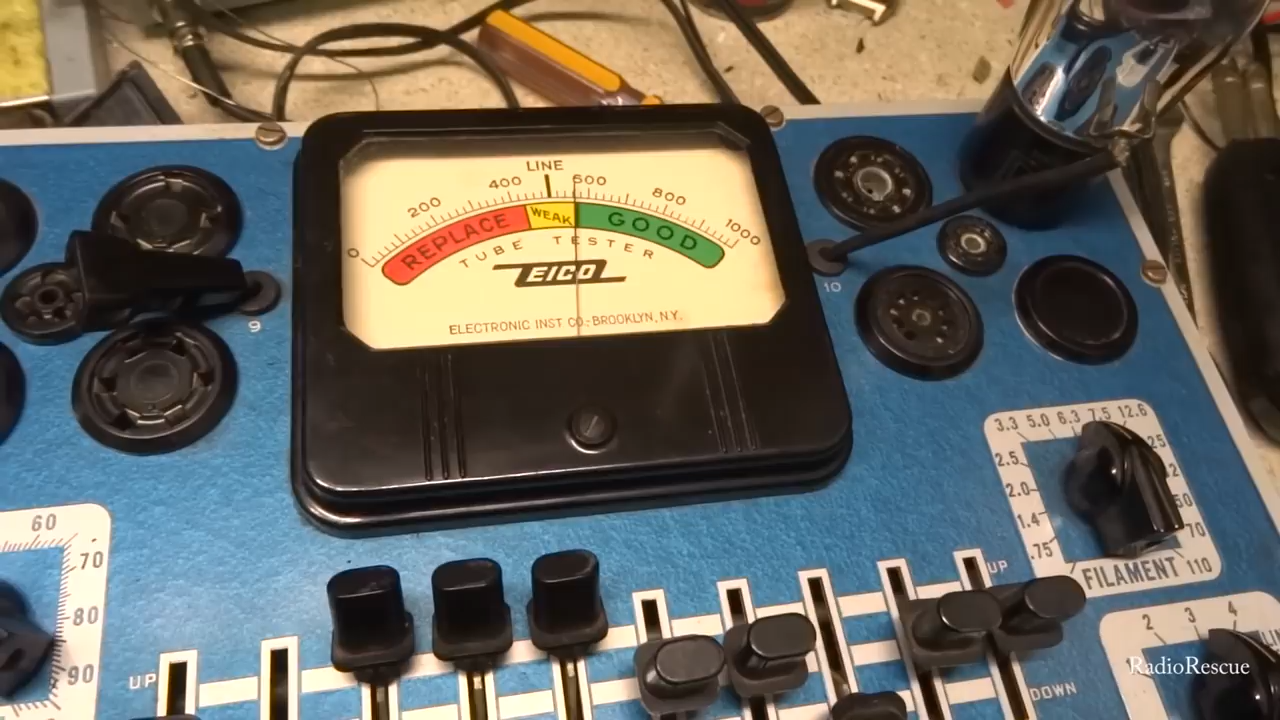 LINE
0 200 400 500 800 1000
REPLACE WEAK GOOD
TUBE TESTER
EICO
ELECTRONIC INST CO.-BROOKLYN, N.Y.
9
10
3.3 5.0 6.3 7.5 12.6
2.5
25
2.0
50
1.4
70
.75
110
FILAMENT
60
70
80
90
UP
UP
DOWN
2 3 4
RadioRescue